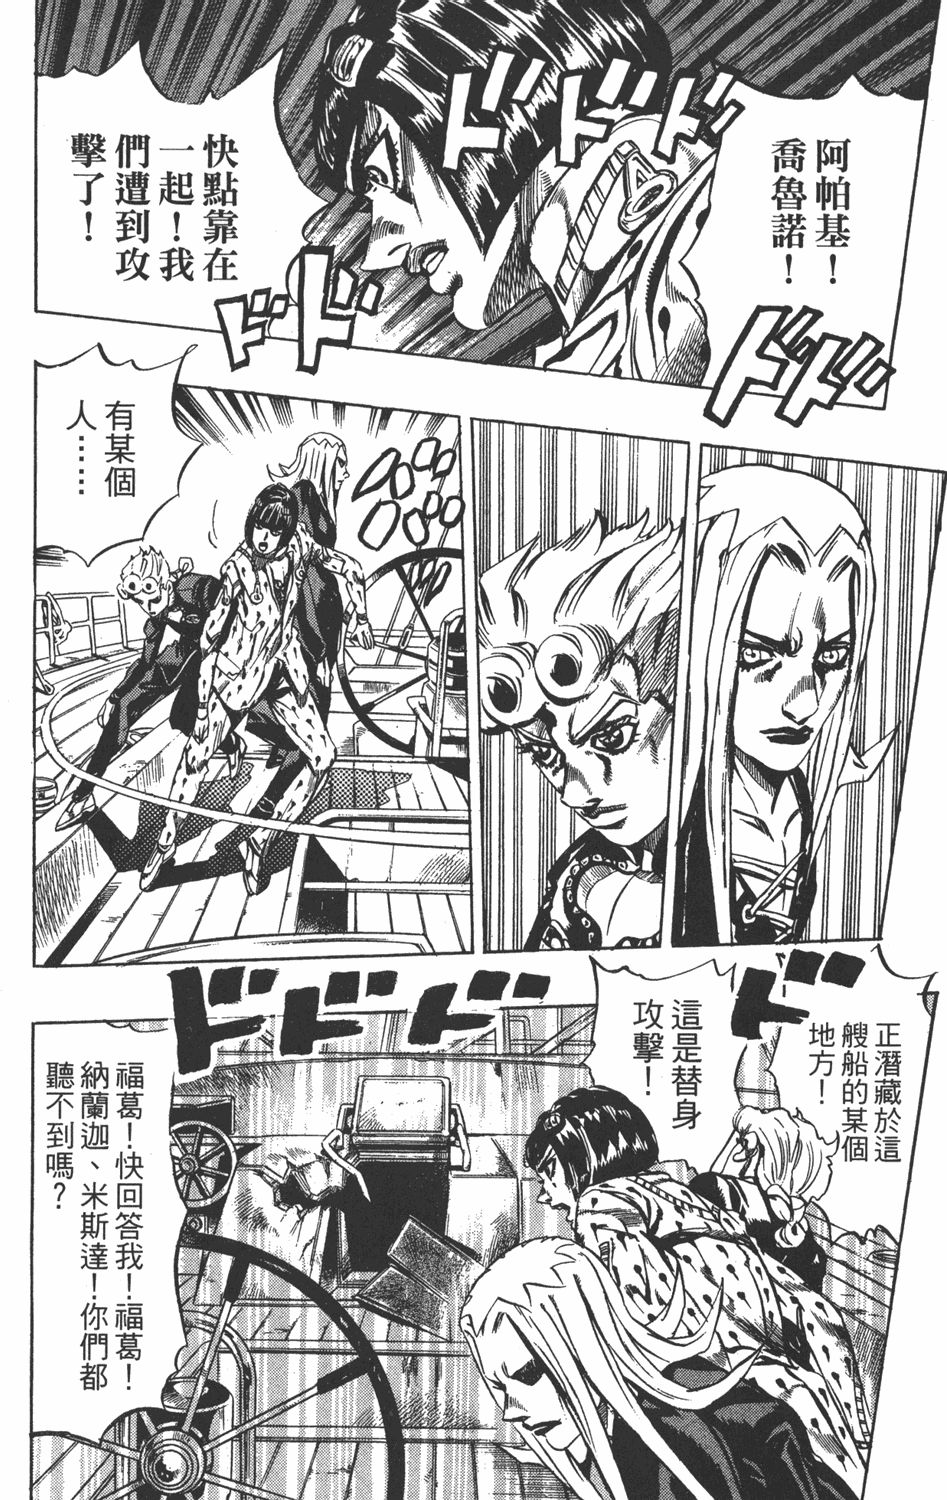 阿帕基！
喬魯諾！
ドドド
快點靠在
一起！我
們遭到攻
擊了！
ドド
ドド
有某個
人……
正潛藏於這
艘船的某個
地方！
這是替身
攻擊！
ド
ドドド
福葛！快回答我！福葛！
納蘭迦、米斯達！你們都
聽不到嗎？